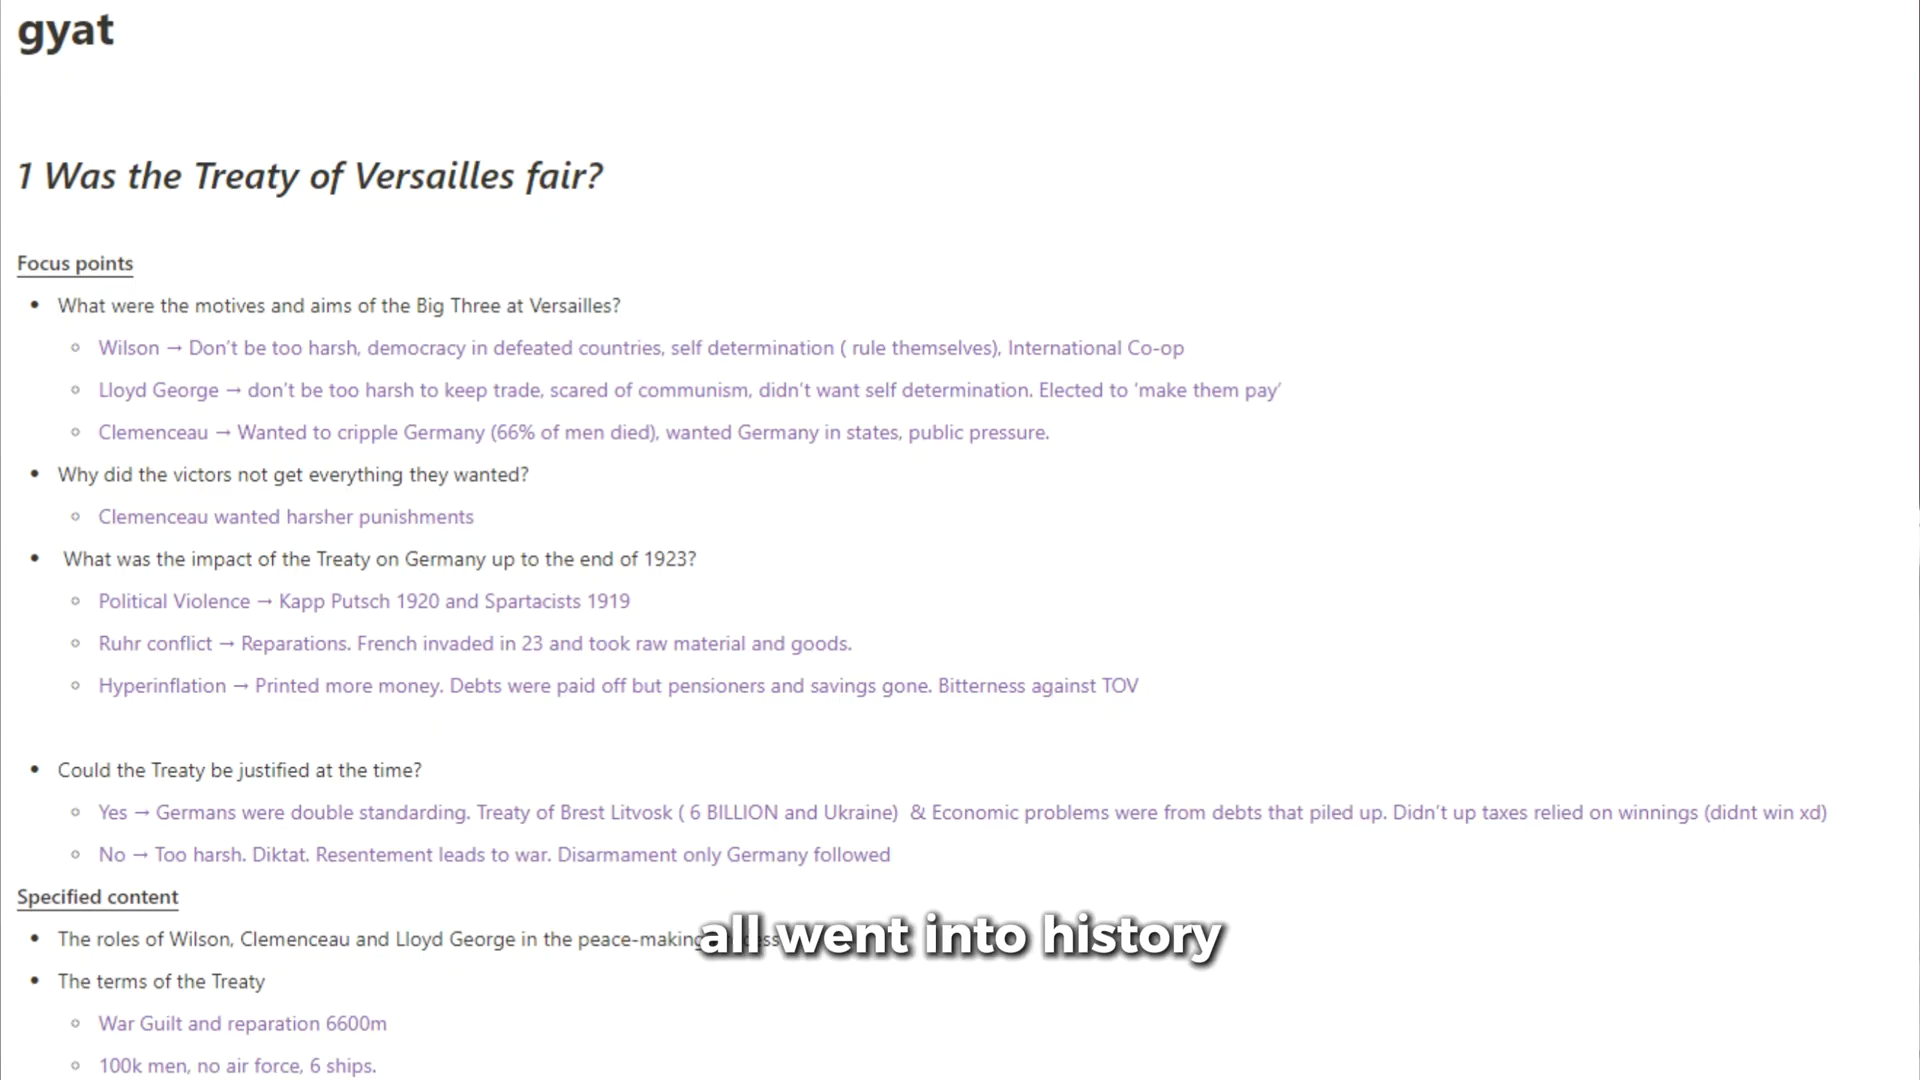 gyat
1 Was the Treaty of Versailles fair?
Focus points
• What were the motives and aims of the Big Three at Versailles?
◦ Wilson → Don't be too harsh, democracy in defeated countries, self determination ( rule themselves), International Co-op
◦ Lloyd George → don't be too harsh to keep trade, scared of communism, didn't want self determination. Elected to 'make them pay'
◦ Clemenceau → Wanted to cripple Germany (66% of men died), wanted Germany in states, public pressure.
• Why did the victors not get everything they wanted?
◦ Clemenceau wanted harsher punishments
• What was the impact of the Treaty on Germany up to the end of 1923?
◦ Political Violence → Kapp Putsch 1920 and Spartacists 1919
◦ Ruhr conflict → Reparations. French invaded in 23 and took raw material and goods.
◦ Hyperinflation → Printed more money. Debts were paid off but pensioners and savings gone. Bitterness against TOV
• Could the Treaty be justified at the time?
◦ Yes → Germans were double standarding. Treaty of Brest Litvosk ( 6 BILLION and Ukraine) & Economic problems were from debts that piled up. Didn't up taxes relied on winnings (didnt win xd)
◦ No → Too harsh. Diktat. Resentement leads to war. Disarmament only Germany followed
Specified content
• The roles of Wilson, Clemenceau and Lloyd George in the peace-making
all went into history
• The terms of the Treaty
◦ War Guilt and reparation 6600m
◦ 100k men, no air force, 6 ships.